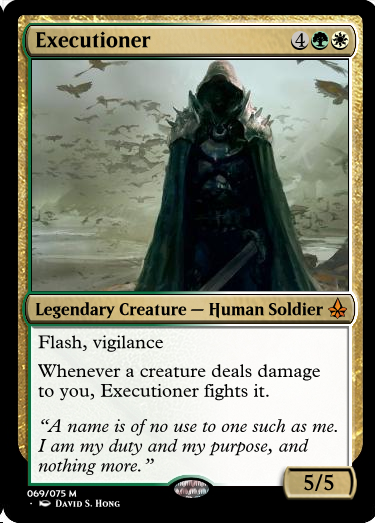 Executioner 4
Legendary Creature — Human Soldier
Flash, vigilance
Whenever a creature deals damage
to you, Executioner fights it.
“A name is of no use to one such as me.
I am my duty and my purpose, and
nothing more.”
5/5
069/075 M
· David S. Hong